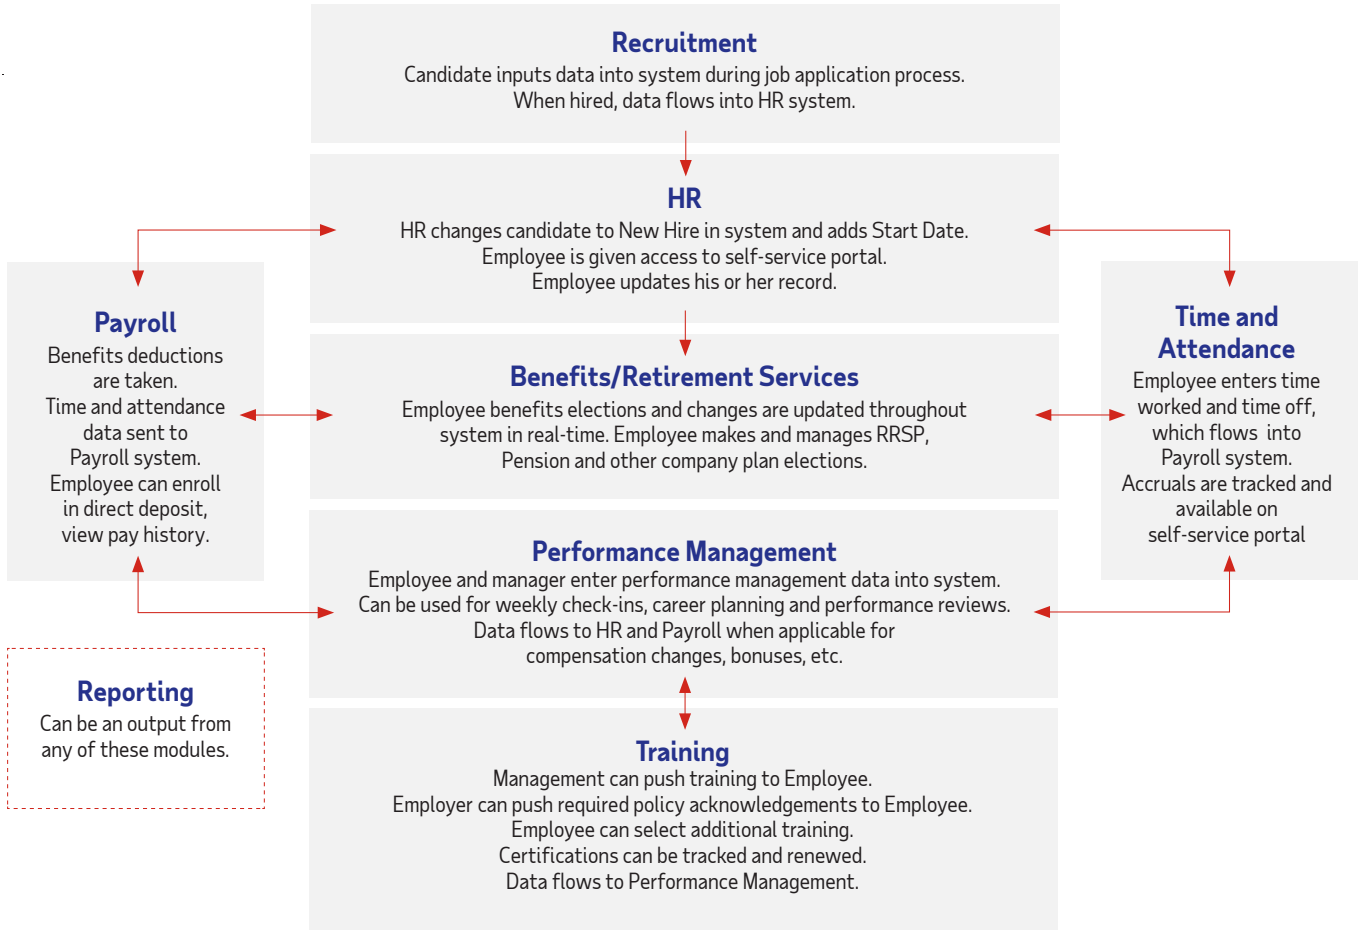 Recruitment
Candidate inputs data into system during job application process.
When hired, data flows into HR system.
HR
HR changes candidate to New Hire in system and adds Start Date.
Employee is given access to self-service portal.
Employee updates his or her record.
Payroll
Benefits deductions
are taken.
Time and attendance
data sent to
Payroll system.
Employee can enroll
in direct deposit,
view pay history.
Benefits/Retirement Services
Employee benefits elections and changes are updated throughout
system in real-time. Employee makes and manages RRSP,
Pension and other company plan elections.
Time and
Attendance
Employee enters time
worked and time off,
which flows into
Payroll system.
Accruals are tracked and
available on
self-service portal
Performance Management
Employee and manager enter performance management data into system.
Can be used for weekly check-ins, career planning and performance reviews.
Data flows to HR and Payroll when applicable for
compensation changes, bonuses, etc.
Reporting
Can be an output from
any of these modules.
Training
Management can push training to Employee.
Employer can push required policy acknowledgements to Employee.
Employee can select additional training.
Certifications can be tracked and renewed.
Data flows to Performance Management.